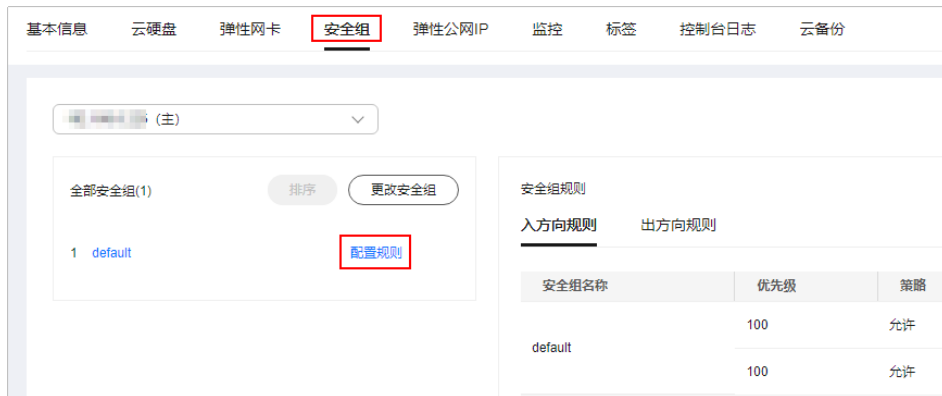 基本信息 云硬盘 弹性网卡 安全组 弹性公网IP 监控 标签 控制台日志 云备份
(主)
全部安全组(1) 排序 更改安全组
1 default 配置规则
安全组规则
入方向规则 出方向规则
安全组名称 优先级 策略
default
100 允许
100 允许